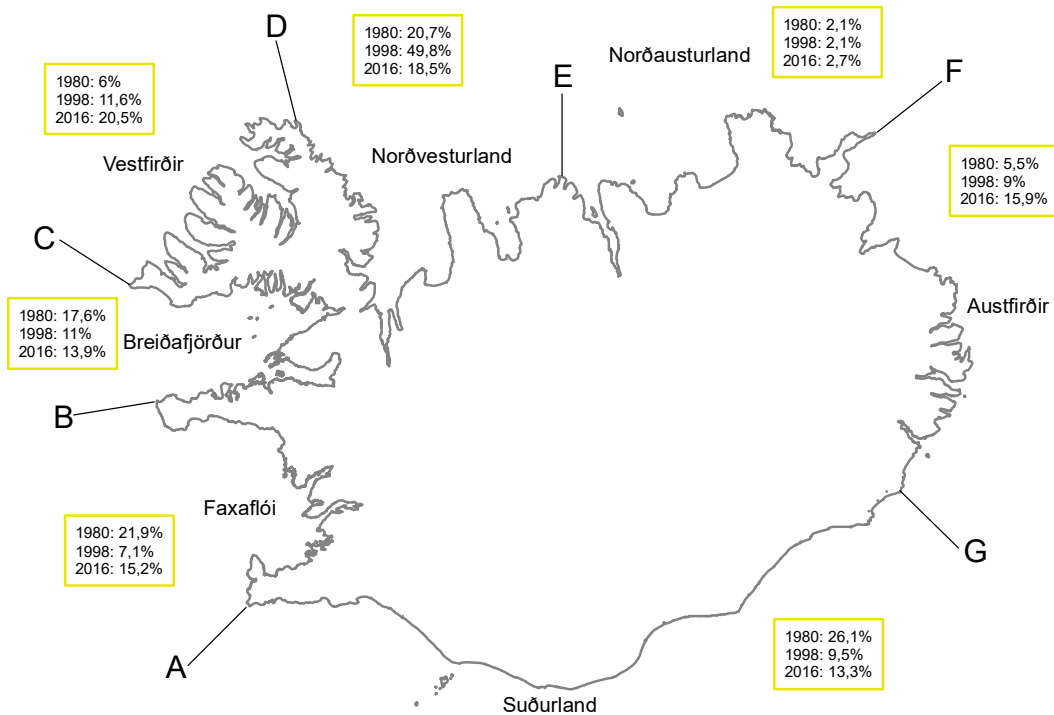 D
1980: 20,7%
1998: 49,8%
2016: 18,5%
1980: 2,1%
1998: 2,1%
2016: 2,7%
Norðausturland
E
F
1980: 6%
1998: 11,6%
2016: 20,5%
Vestfirðir
Norðvesturland
1980: 5,5%
1998: 9%
2016: 15,9%
C
1980: 17,6%
1998: 11%
2016: 13,9%
Breiðafjörður
Austfirðir
B
Faxaflói
1980: 21,9%
1998: 7,1%
2016: 15,2%
G
A
1980: 26,1%
1998: 9,5%
2016: 13,3%
Suðurland